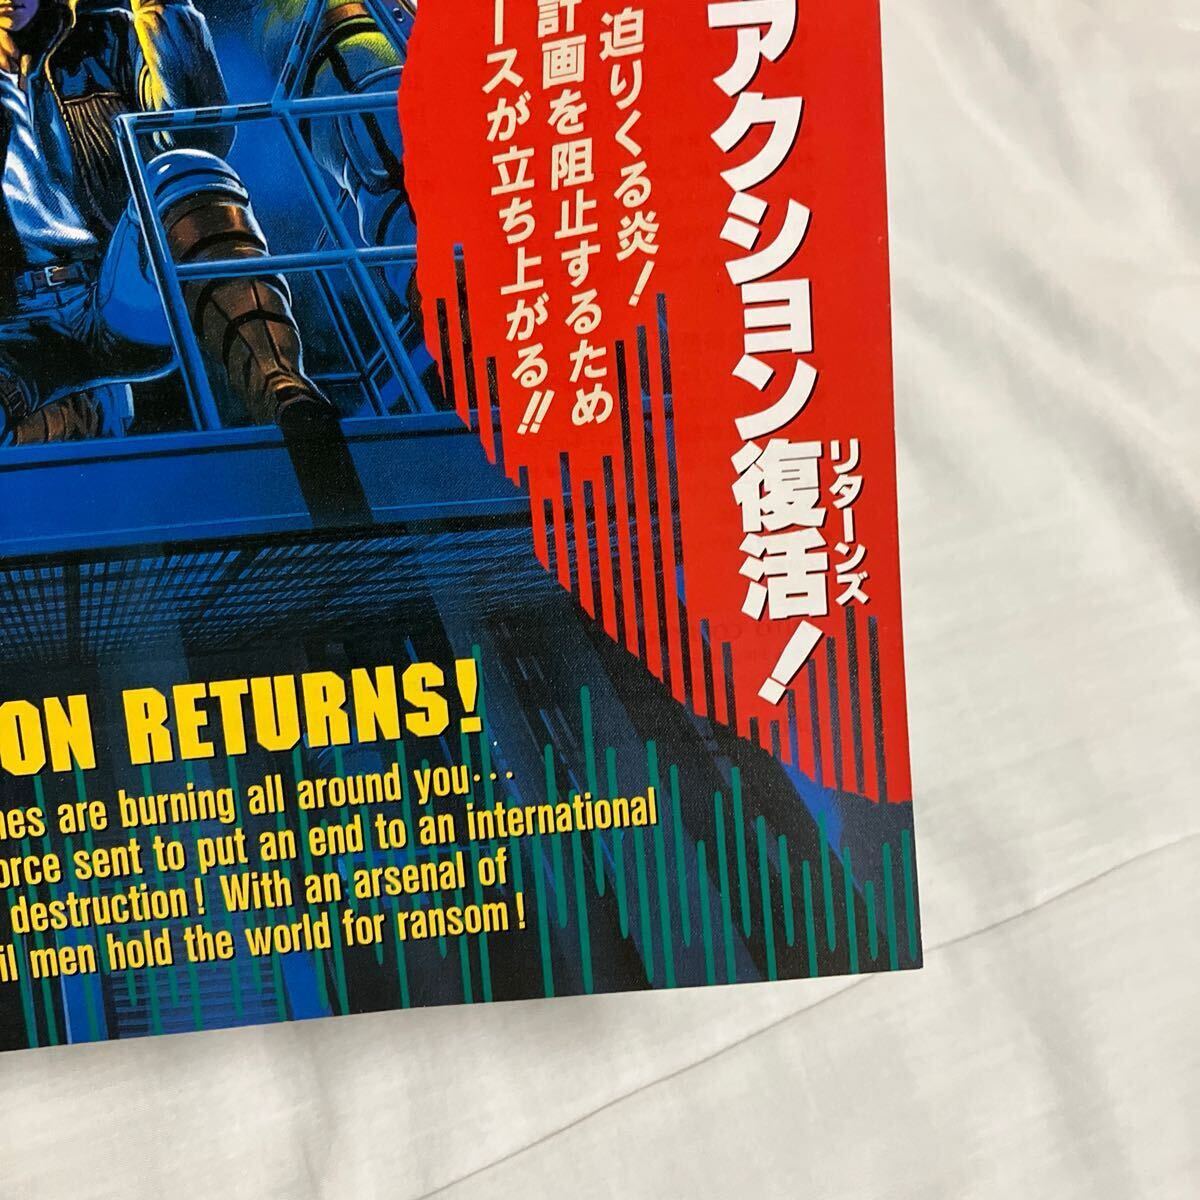 アクション復活!
リターンズ
迫りくる炎!
計画を阻止するため
ースが立ち上がる!!
ON RETURNS!
are burning all around you...
sent to put an end to an international
destruction! With an arsenal of
men hold the world for ransom!